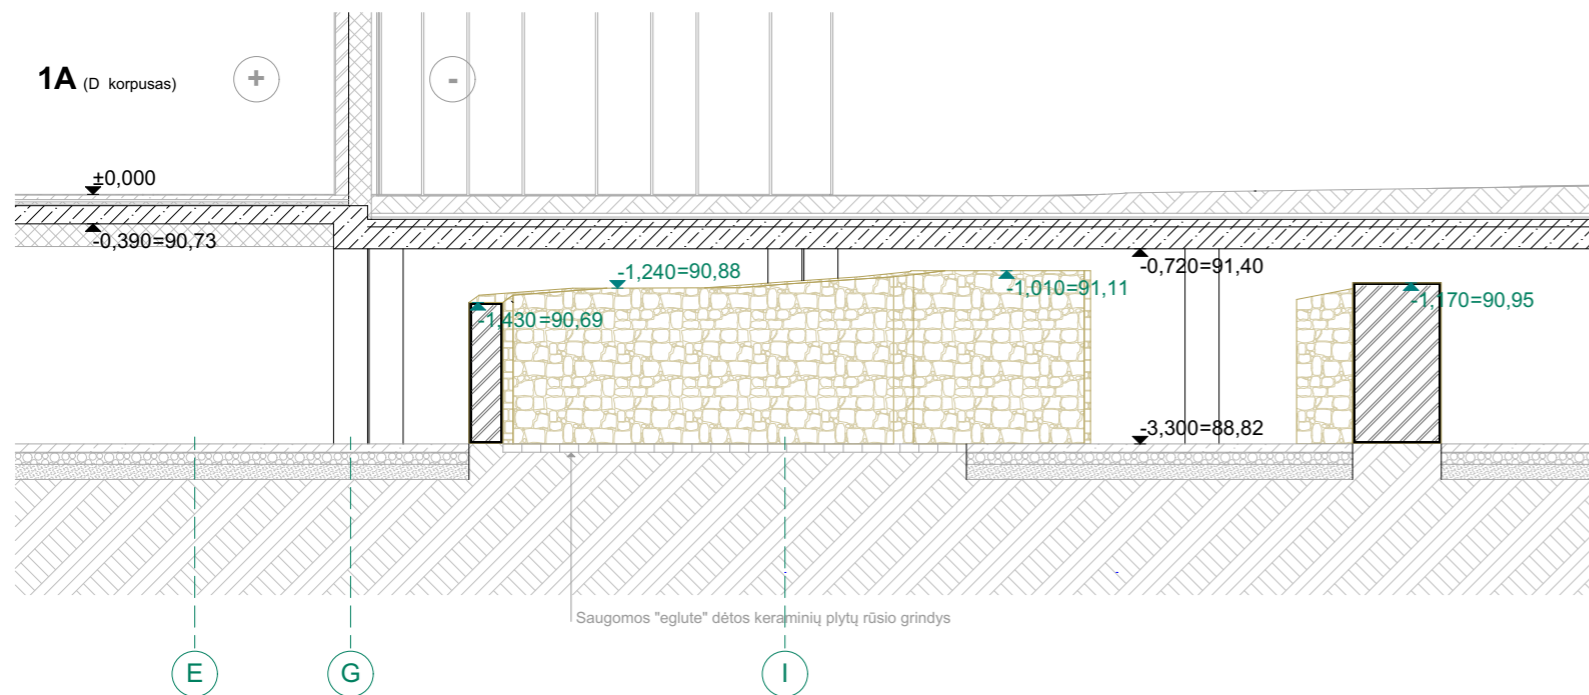 1A (D korpusas)
+
-
±0,000
-0,390=90,73
-1,240=90,88
-0,720=91,40
-1,010=91,11
-1,170=90,95
-1,430=90,69
-3,300=88,82
Saugomos "eglute" dėtos keraminių plytų rūsio grindys
E
G
I